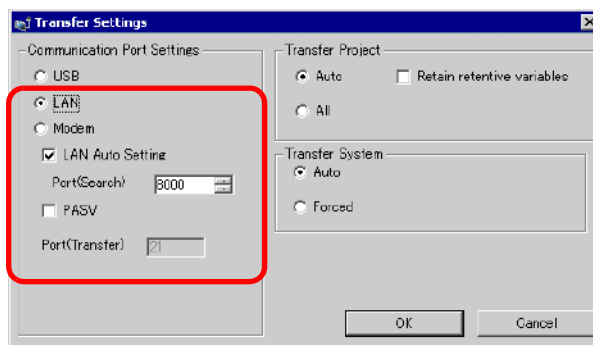 Transfer Settings
Communication Port Settings
USB
LAN
Modem
LAN Auto Setting
Port(Search)
8000
PASV
Port(Transfer)
21
Transfer Project
Auto
Retain retentive variables
All
Transfer System
Auto
Forced
OK
Cancel